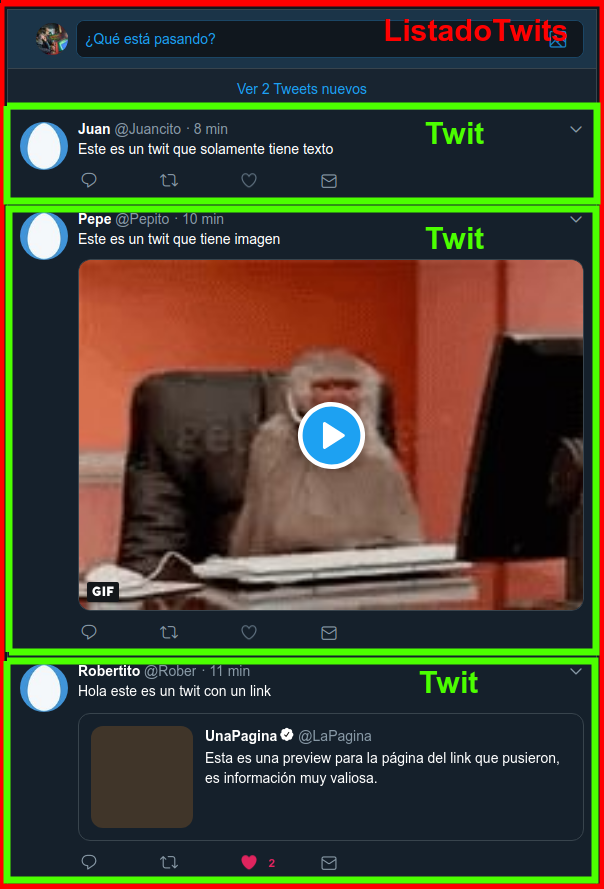 ListadoTwits
¿Qué está pasando?
Ver 2 Tweets nuevos
Juan @Juancito · 8 min
Twit
Este es un twit que solamente tiene texto
Pepe @Pepito · 10 min
Twit
Este es un twit que tiene imagen
GIF
Robertito @Rober · 11 min
Twit
Hola este es un twit con un link
UnaPagina @LaPagina
Esta es una preview para la página del link que pusieron,
es información muy valiosa.
2